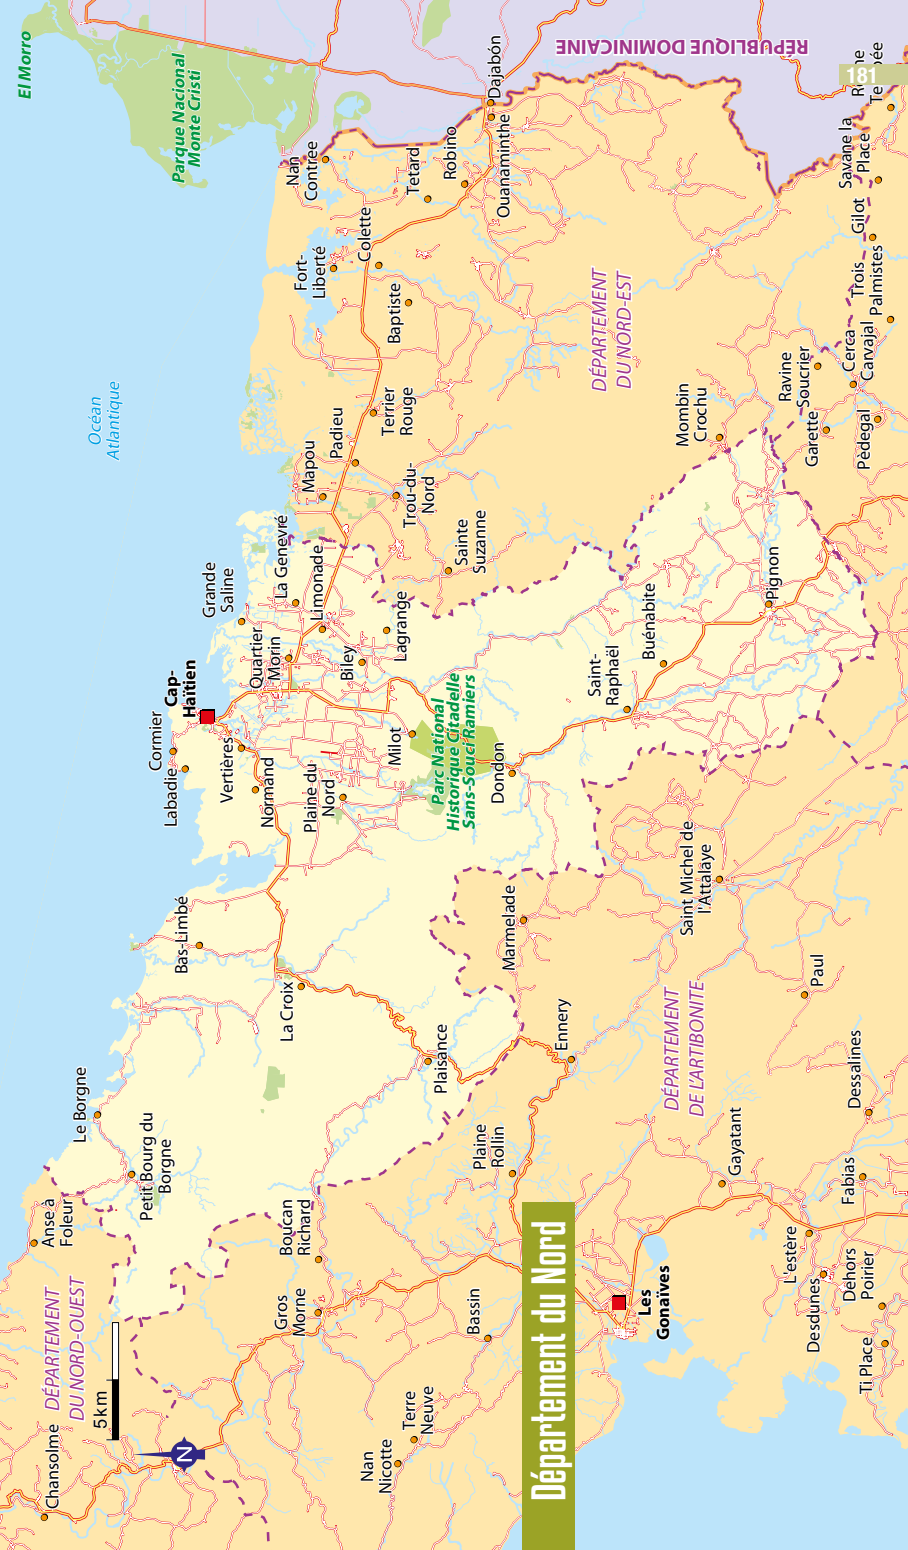 Département du Nord
El Morro
Parque Nacional
Monte Cristi
RÉPUBLIQUE DOMINICAINE
181
Océan
Atlantique
Nan
Contree
Dajabón
Ouanaminthe
Robino
Tetard
Colette
Fort-
Liberté
Baptiste
Terrier
Rouge
Padieu
Mapou
Trou-du-
Nord
Sainte
Suzanne
DÉPARTEMENT
DU NORD-EST
Savane la
Place
Gilot
Trois
Palmistes
Cerca
Carvajal
Ravine
Soucrier
Garette
Pèdegal
Mombin
Crochu
Grande
Saline
La Genevré
Limonade
Quartier
Morin
Lagrange
Biley
Cap-
Haïtien
Cormier
Labadie
Vertières
Normand
Plaine du
Nord
Milot
Parc National
Historique Citadelle
Sans-Souci Ramiers
Dondon
Saint-
Raphaël
Buénabite
Pignon
Bas-Limbé
La Croix
Plaisance
Marmelade
Saint Michel de
l'Attalaye
Paul
Ennery
DÉPARTEMENT
DE L'ARTIBONITE
Le Borgne
Petit Bourg du
Borgne
Anse à
Foleur
Plaine
Rollin
Boucan
Richard
Gros
Morne
Bassin
Terre
Neuve
Nan
Nicotte
Gayatant
Dessalines
Fabias
L'estère
Déhors
Poirier
Desdunes
Ti Place
Les
Gonaïves
DÉPARTEMENT
DU NORD-OUEST
Chansolme
5km
N